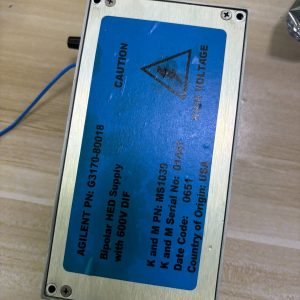 AGILENT PN: G3170-80018
CAUTION
Bipolar HED Supply
with 600V DIF
HIGH VOLTAGE
K and M PN: MS1039
K and M Serial No:
Date Code: 0651
Country of Origin: USA